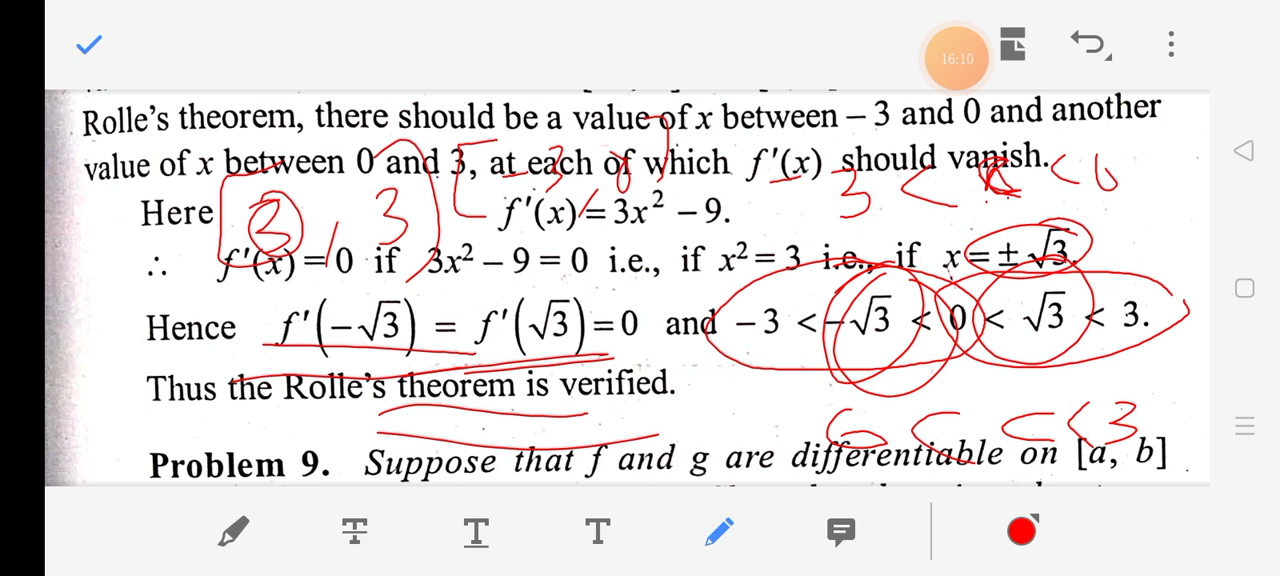 16:10
Rolle's theorem, there should be a value of x between – 3 and 0 and another
value of x between 0 and 3, at each of which f'(x) should vanish.
Here f'(x) = 3x² – 9.
∴ f'(x) = 0 if 3x² – 9 = 0 i.e., if x² = 3 i.e., if x = ± √3.
Hence f'(–√3) = f'(√3) = 0 and – 3 < –√3 < 0 < √3 < 3.
Thus the Rolle's theorem is verified.
Problem 9. Suppose that f and g are differentiable on [a, b]
T T T